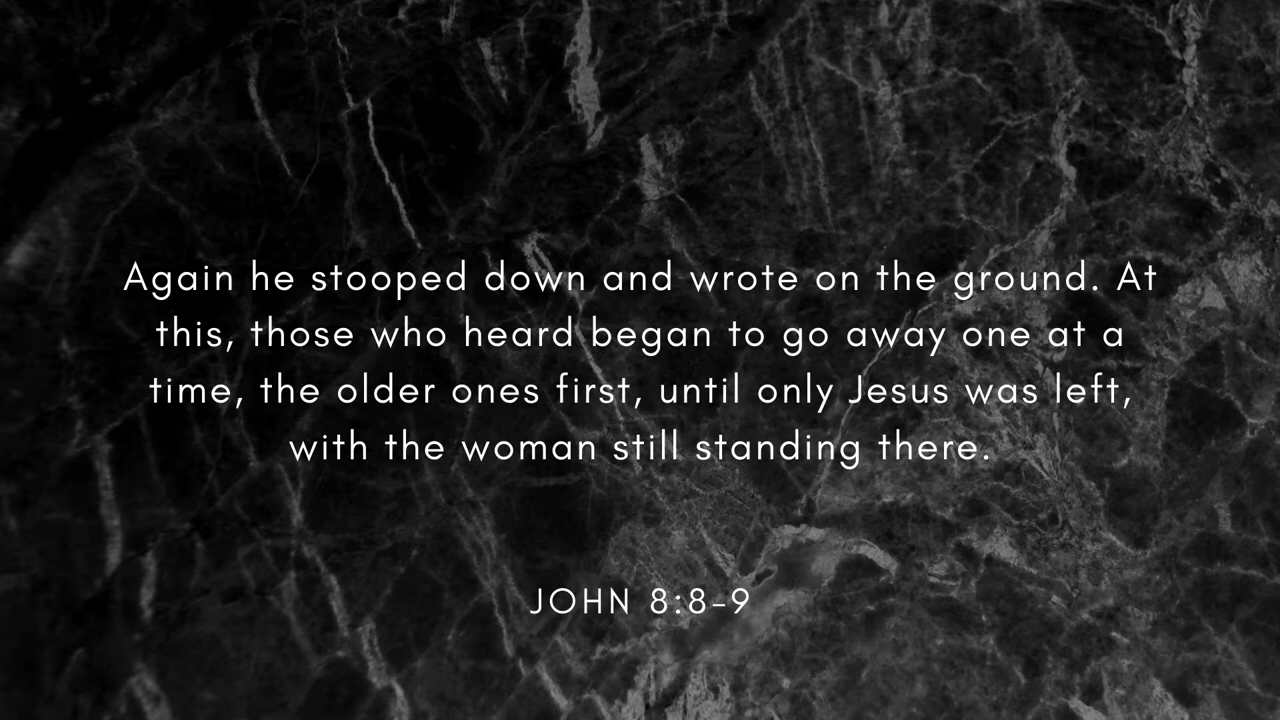 Again he stooped down and wrote on the ground. At
this, those who heard began to go away one at a
time, the older ones first, until only Jesus was left,
with the woman still standing there.
JOHN 8:8-9